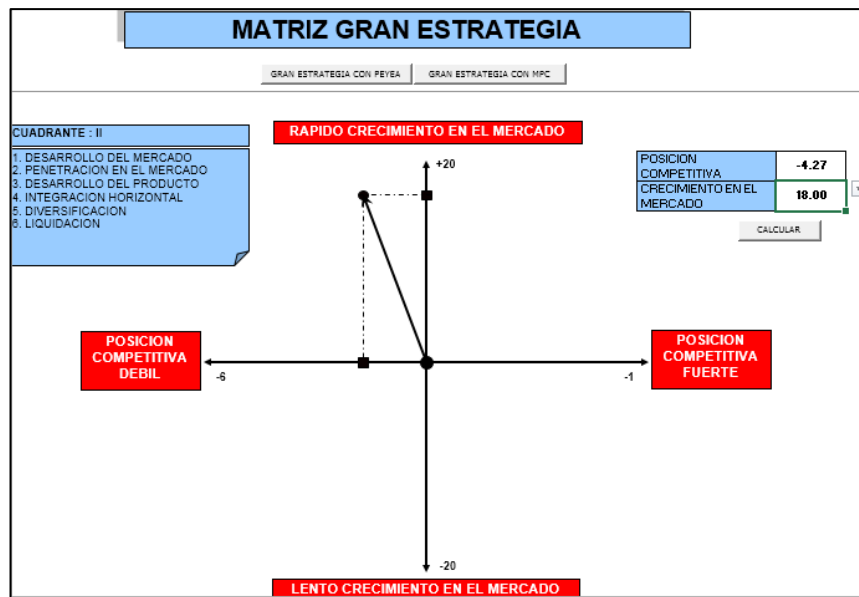 MATRIZ GRAN ESTRATEGIA
GRAN ESTRATEGIA CON PEYEA
GRAN ESTRATEGIA CON MPC
CUADRANTE : II
1. DESARROLLO DEL MERCADO
2. PENETRACION EN EL MERCADO
3. DESARROLLO DEL PRODUCTO
4. INTEGRACION HORIZONTAL
5. DIVERSIFICACION
6. LIQUIDACION
RAPIDO CRECIMIENTO EN EL MERCADO
+20
POSICION
COMPETITIVA
-4.27
CRECIMIENTO EN EL
MERCADO
18.00
CALCULAR
POSICION
COMPETITIVA
DEBIL
-6
-1
POSICION
COMPETITIVA
FUERTE
-20
LENTO CRECIMIENTO EN EL MERCADO